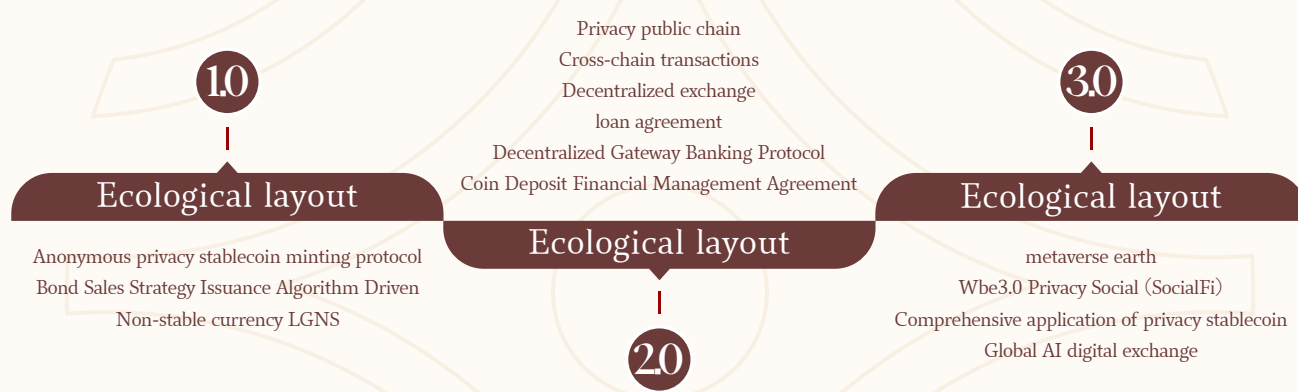 1.0
Ecological layout
Anonymous privacy stablecoin minting protocol
Bond Sales Strategy Issuance Algorithm Driven
Non-stable currency LGNS
Privacy public chain
Cross-chain transactions
Decentralized exchange
loan agreement
Decentralized Gateway Banking Protocol
Coin Deposit Financial Management Agreement
Ecological layout
2.0
3.0
Ecological layout
metaverse earth
Wbe3.0 Privacy Social（SocialFi）
Comprehensive application of privacy stablecoin
Global AI digital exchange